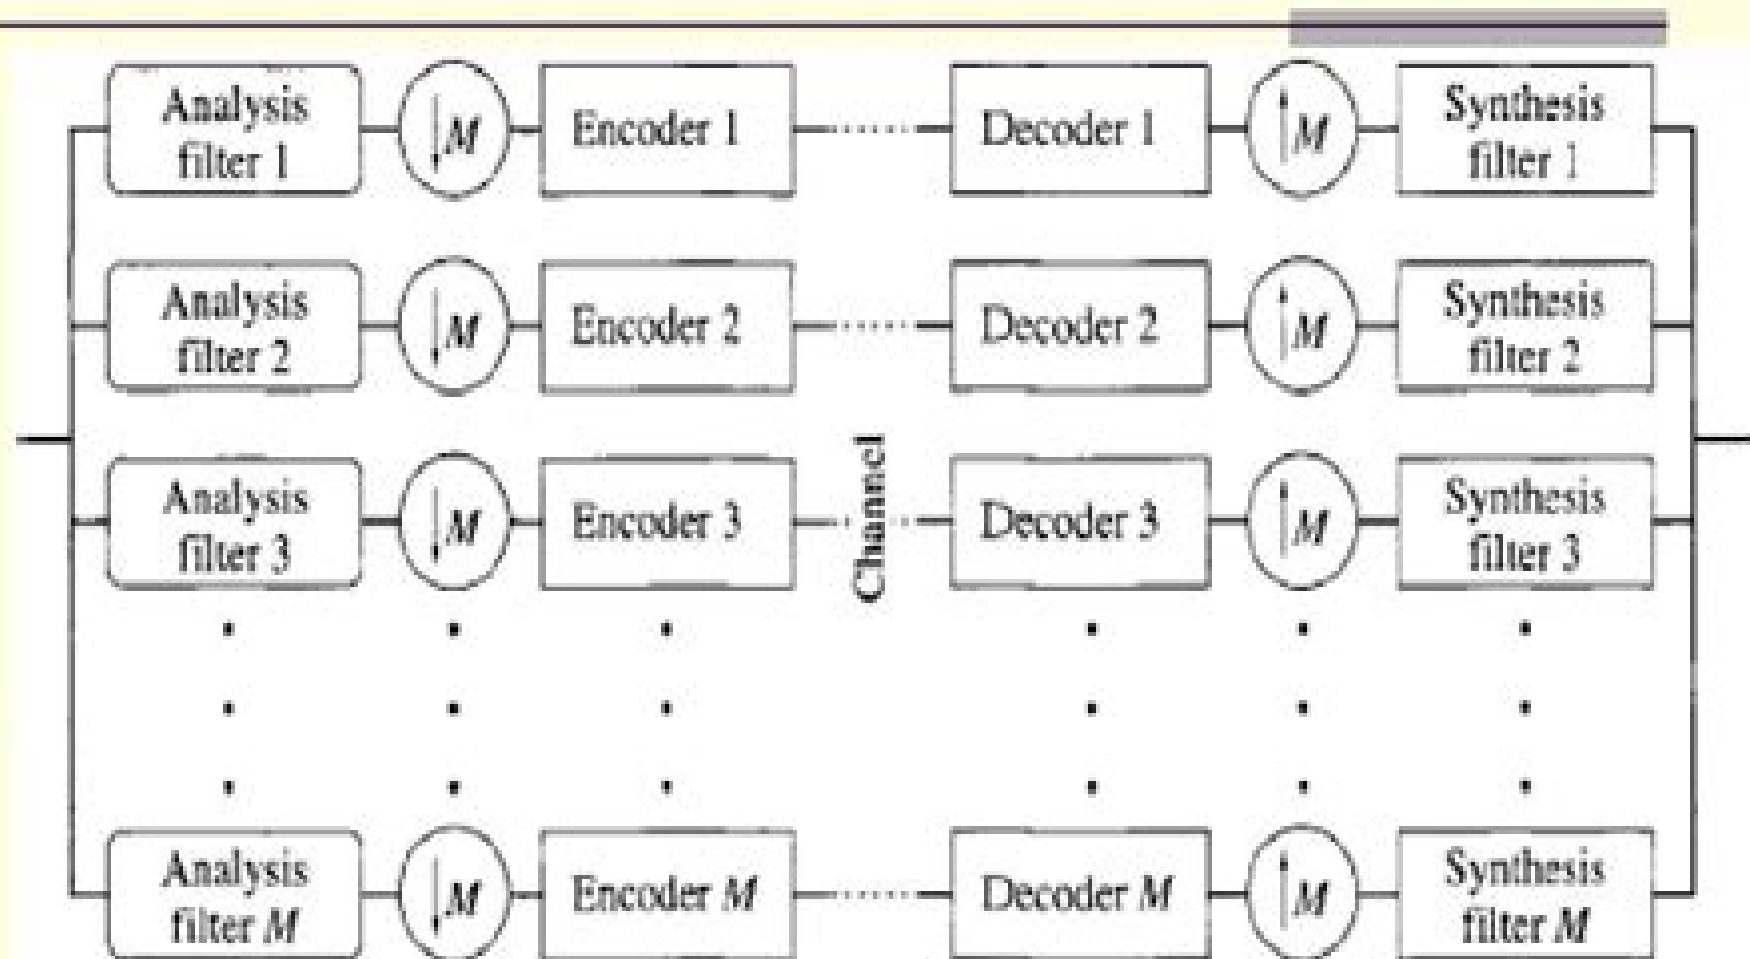 Analysis
filter 1
↓M
Encoder 1
Decoder 1
↑M
Synthesis
filter 1
Analysis
filter 2
↓M
Encoder 2
Decoder 2
↑M
Synthesis
filter 2
Analysis
filter 3
↓M
Encoder 3
Channel
Decoder 3
↑M
Synthesis
filter 3
Analysis
filter M
↓M
Encoder M
Decoder M
↑M
Synthesis
filter M